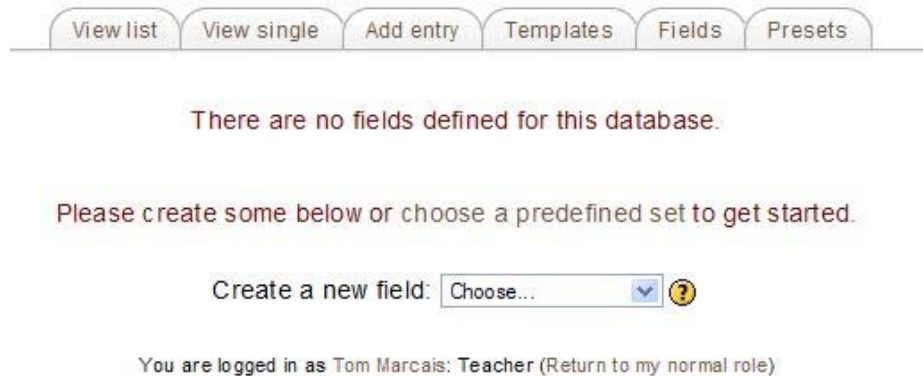 View list View single Add entry Templates Fields Presets
There are no fields defined for this database.
Please create some below or choose a predefined set to get started.
Create a new field: Choose... ?
You are logged in as Tom Marcais: Teacher (Return to my normal role)